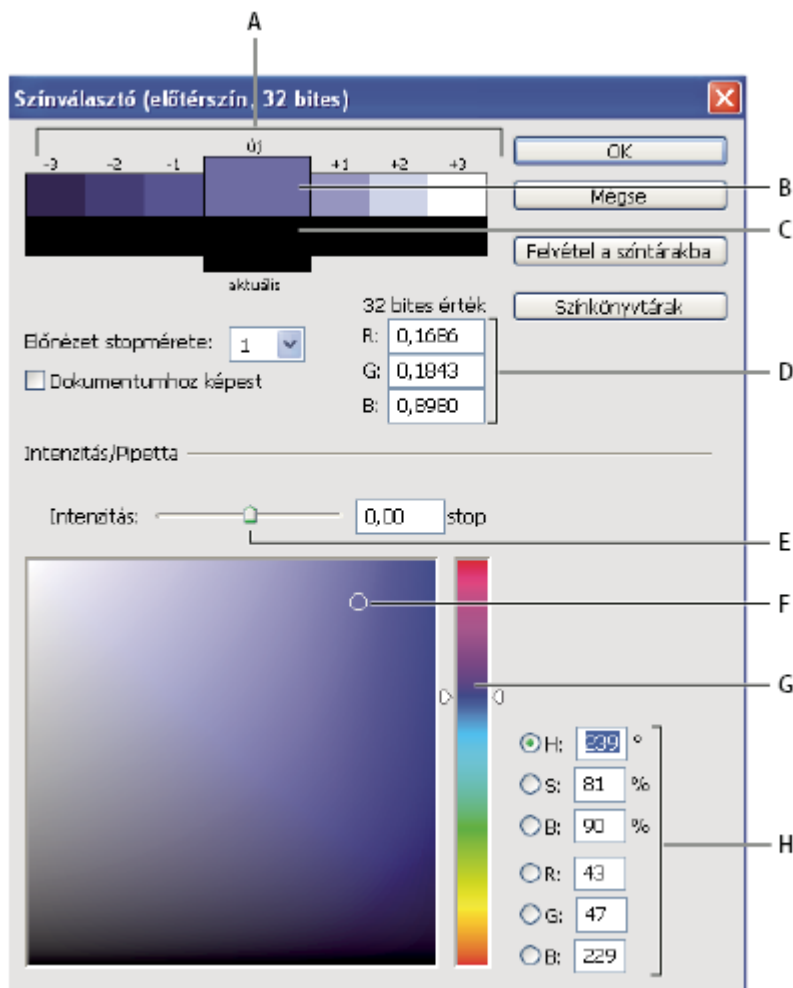 A
Színválasztó (előtérszín, 32 bites)
új
-3 -2 -1 +1 +2 +3
OK
B
Mégse
C
Felvétel a színtárakba
aktuális
32 bites érték
Színkönyvtárak
Előnézet stopmérete: 1
R: 0,1686
Dokumentumhoz képest
G: 0,1843
D
B: 0,8980
Intenzitás/Pipetta
Intenzitás: 0,00 stop
E
F
G
H: 239 °
S: 81 %
B: 90 %
H
R: 43
G: 47
B: 229